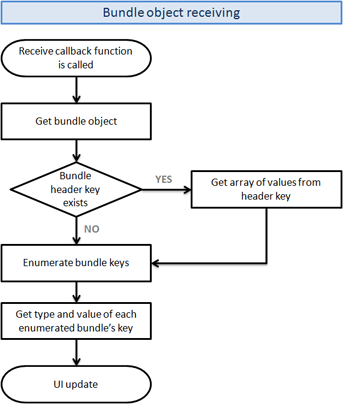 Bundle object receiving
Receive callback function
is called
Get bundle object
Bundle
header key
exists
YES
Get array of values from
header key
NO
Enumerate bundle keys
Get type and value of each
enumerated bundle's key
UI update